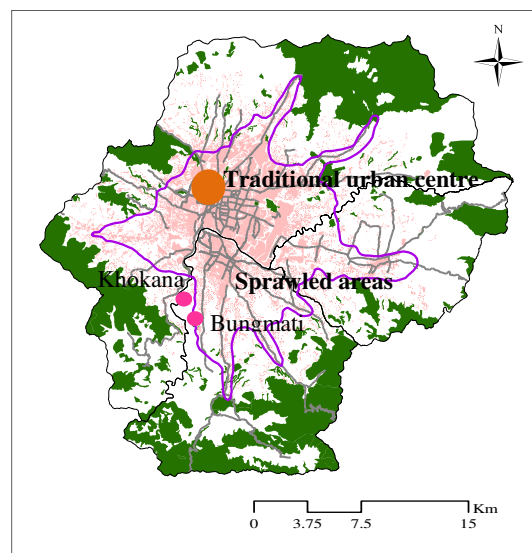 N
Traditional urban centre
Khokana
Sprawled areas
Bungmati
Km
0 3.75 7.5 15